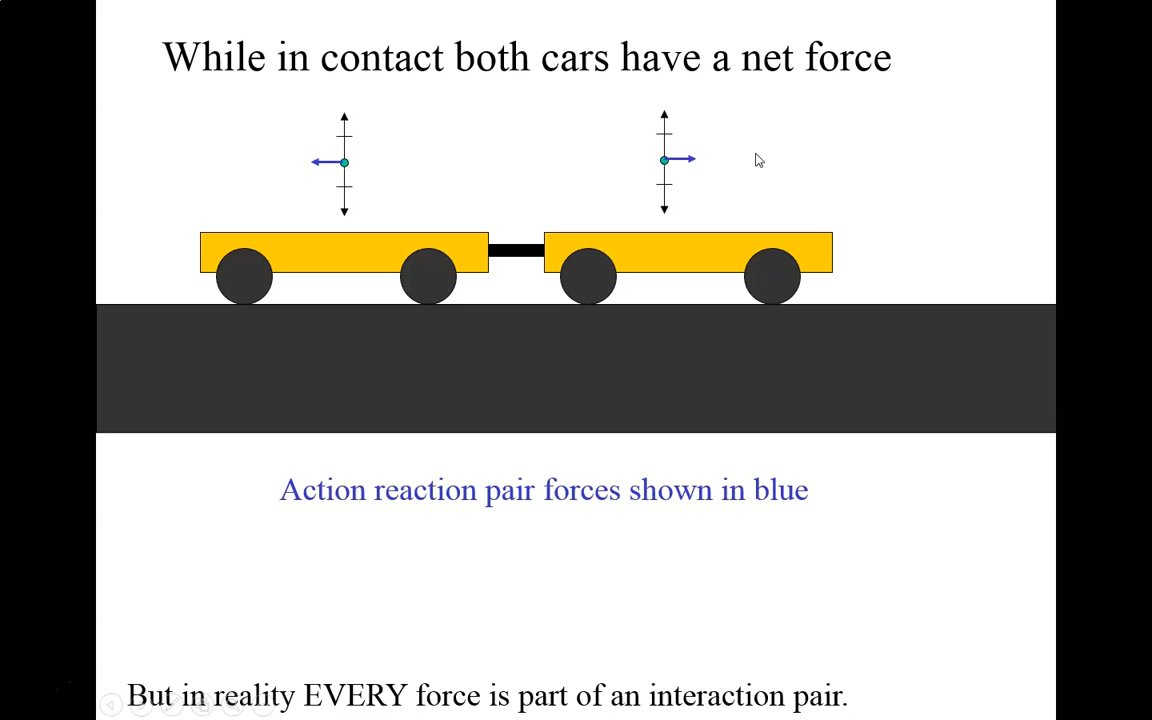 While in contact both cars have a net force
Action reaction pair forces shown in blue
But in reality EVERY force is part of an interaction pair.